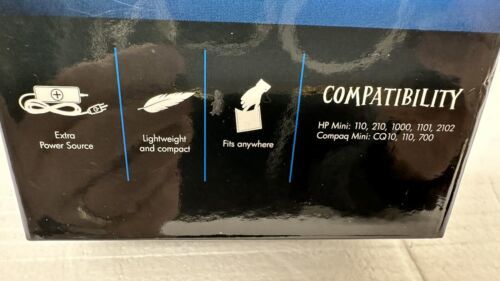 Extra
Power Source
Lightweight
and compact
Fits anywhere
COMPATIBILITY
HP Mini: 110, 210, 1000, 1101, 2102
Compaq Mini: CQ10, 110, 700